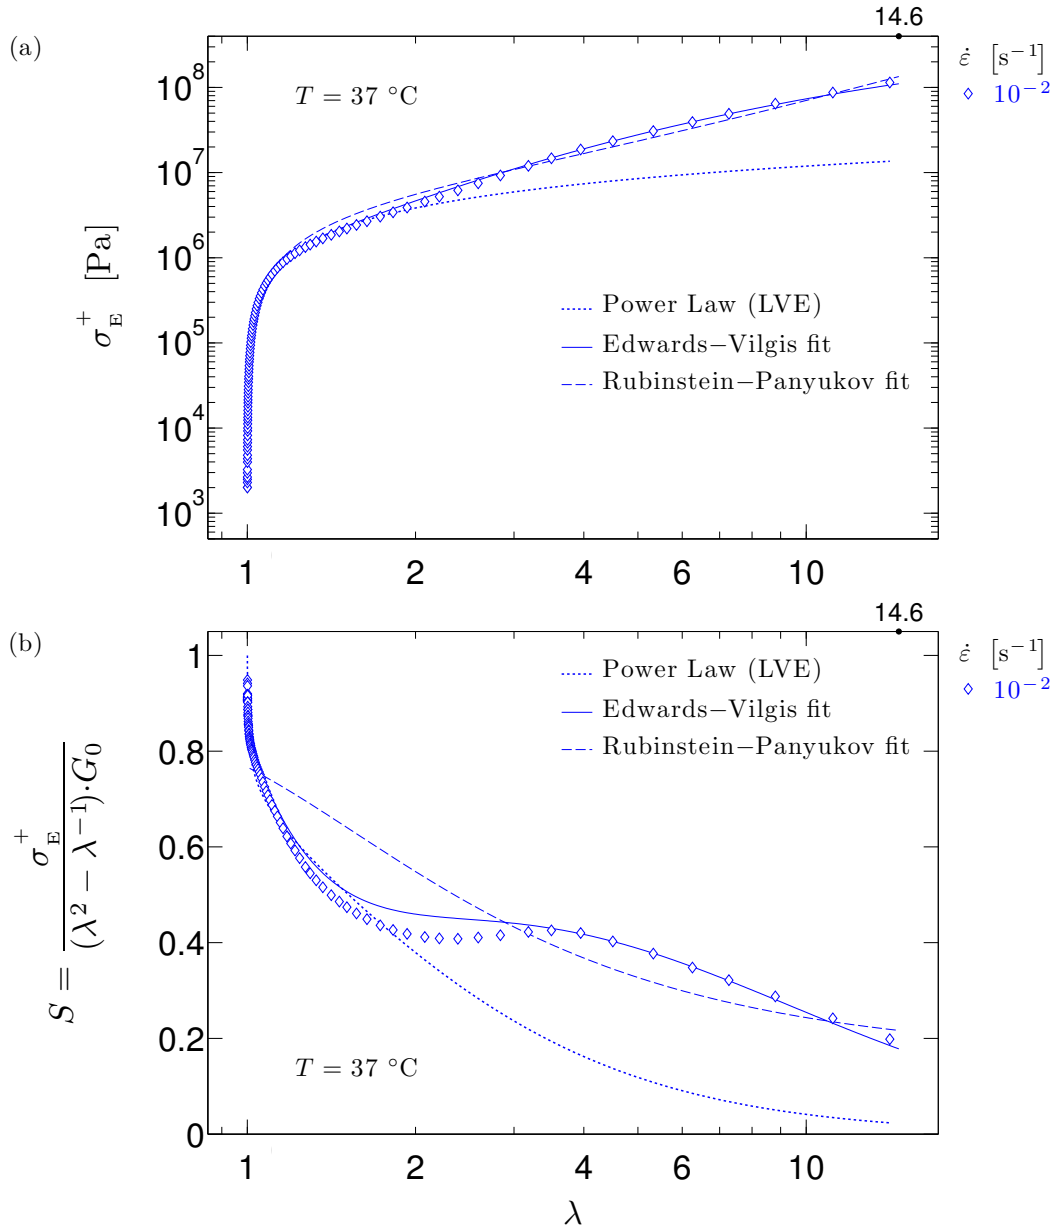 14.6
(a)
ε̇ [s⁻¹]
10⁻²
T = 37 °C
10⁸
10⁷
10⁶
10⁵
10⁴
10³
σ_E⁺ [Pa]
Power Law (LVE)
Edwards−Vilgis fit
Rubinstein−Panyukov fit
1 2 4 6 10
14.6
(b)
ε̇ [s⁻¹]
10⁻²
Power Law (LVE)
Edwards−Vilgis fit
Rubinstein−Panyukov fit
1
0.8
0.6
0.4
0.2
0
S = σ_E⁺ / (λ² − λ⁻¹)·G₀
T = 37 °C
1 2 4 6 10
λ